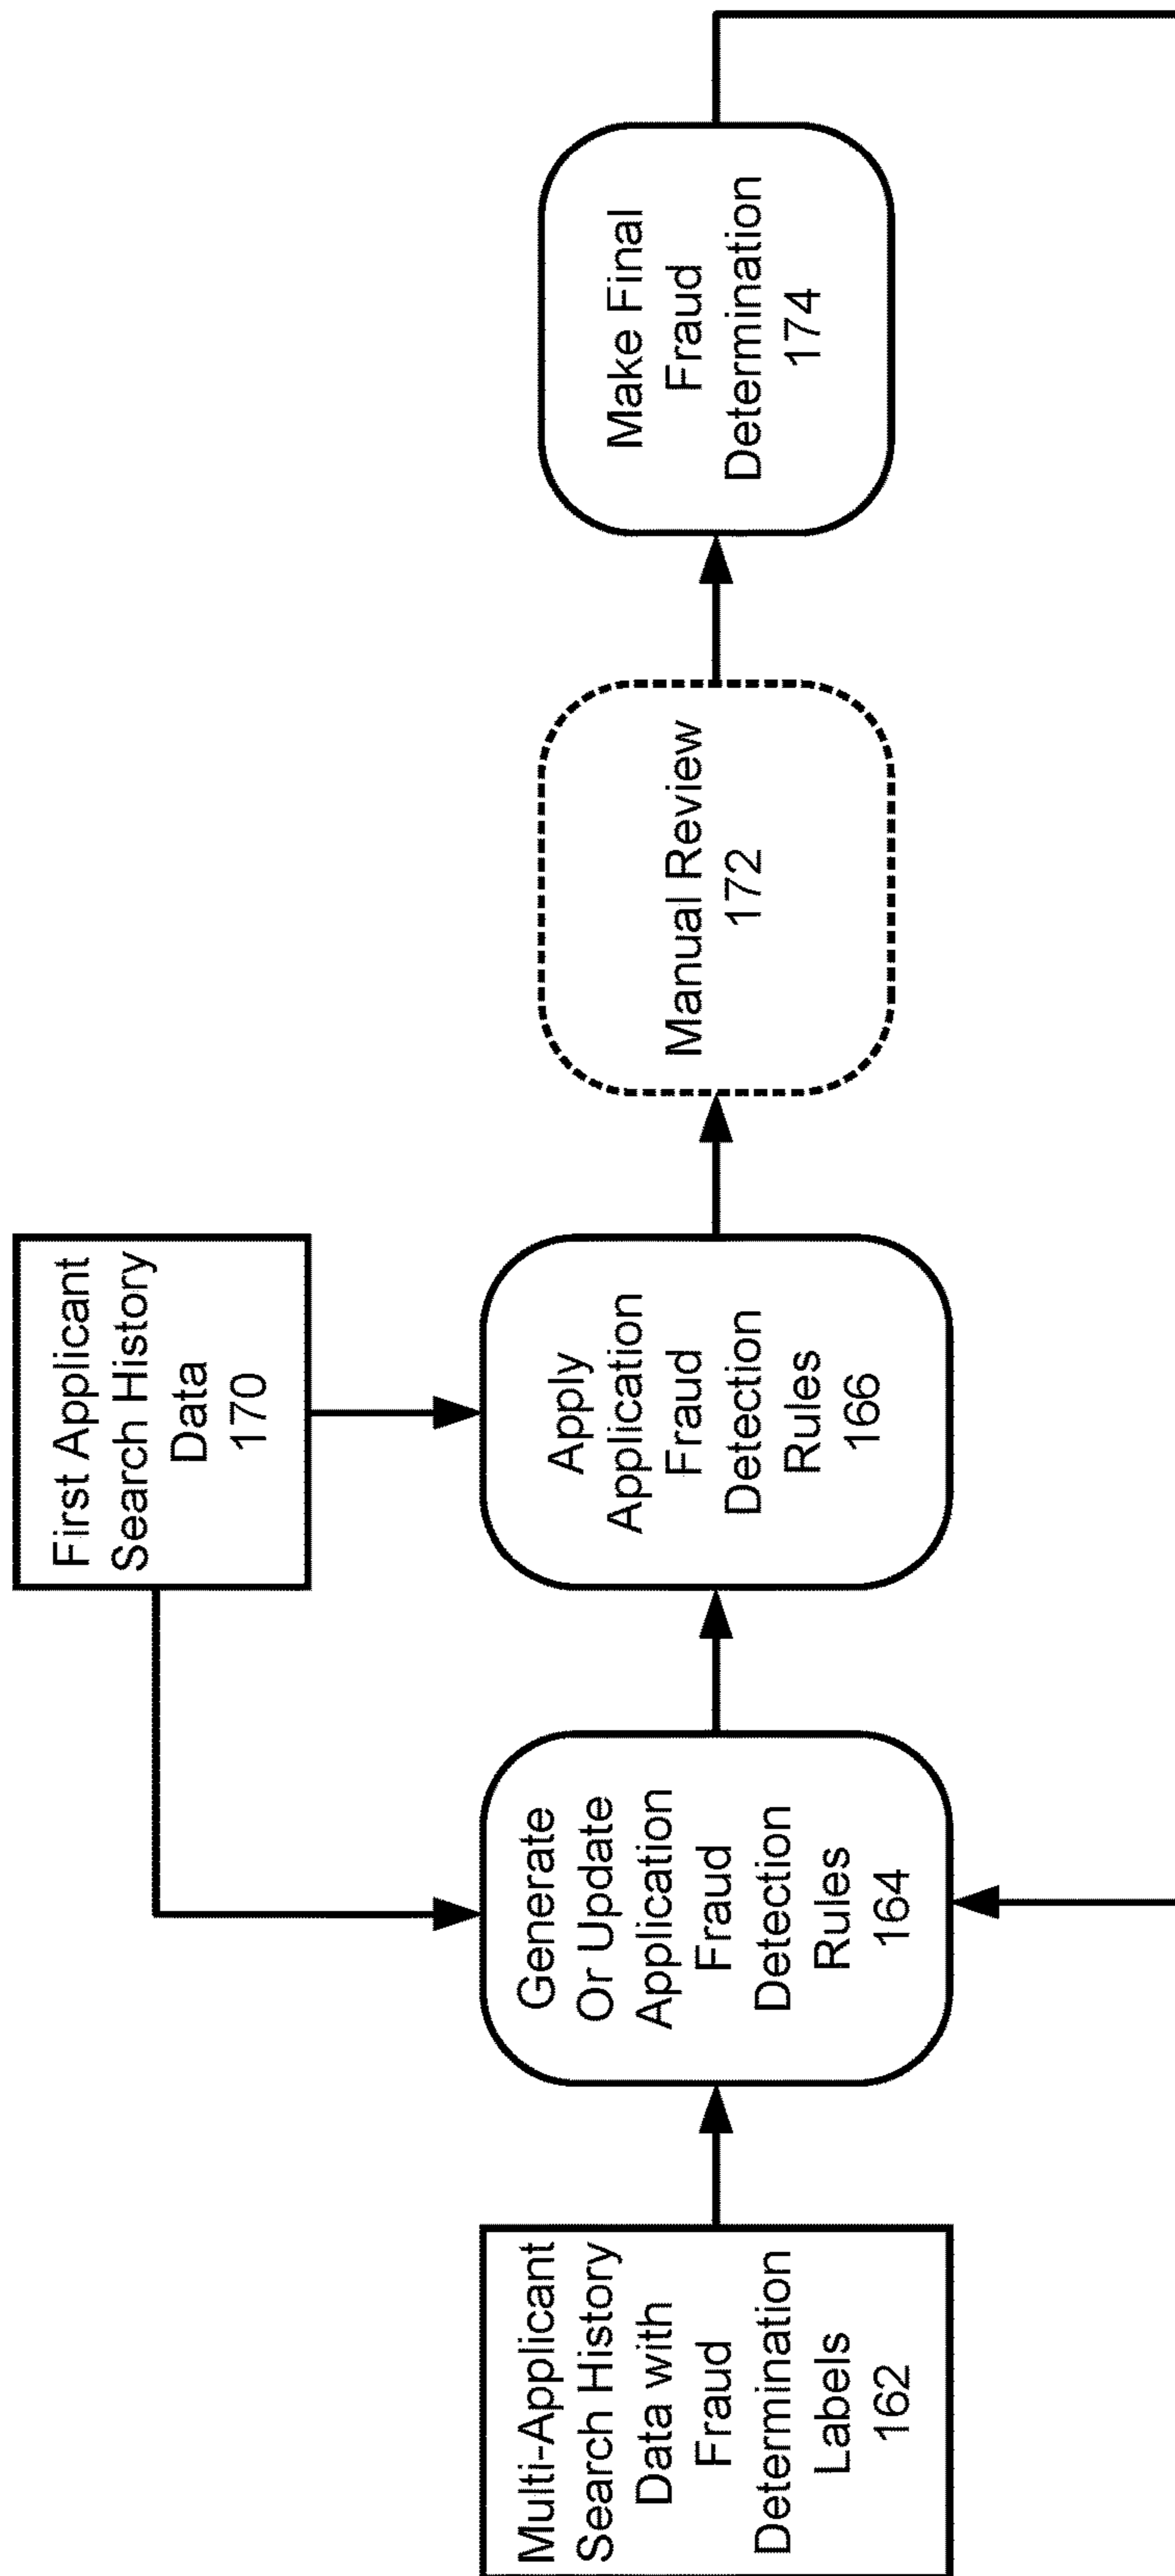 First Applicant
Search History
Data
170
Multi-Applicant
Search History
Data with
Fraud
Determination
Labels
162
Generate
Or Update
Application
Fraud
Detection
Rules
164
Apply
Application
Fraud
Detection
Rules
166
Manual Review
172
Make Final
Fraud
Determination
174